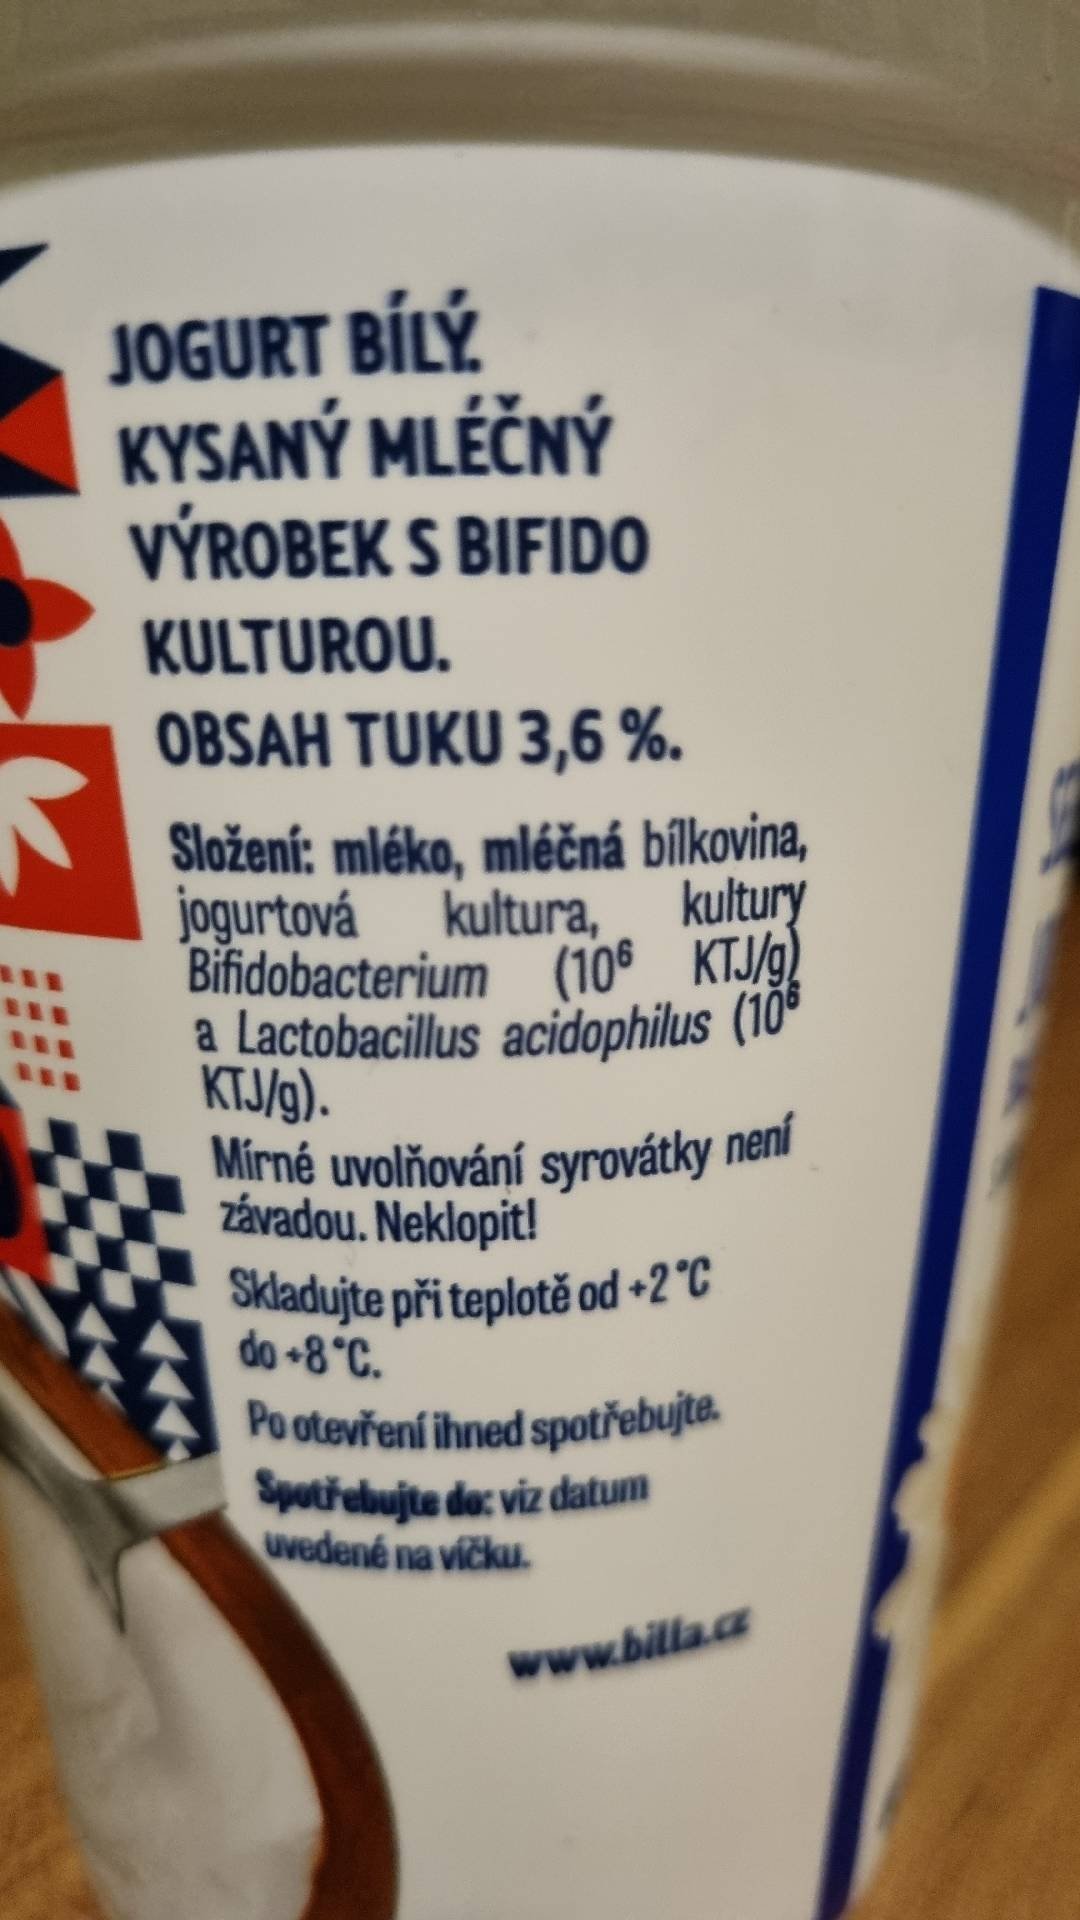 JOGURT BÍLÝ.
KYSANÝ MLÉČNÝ
VÝROBEK S BIFIDO
KULTUROU.
OBSAH TUKU 3,6 %.
Složení: mléko, mléčná bílkovina,
jogurtová kultura, kultury
Bifidobacterium (10⁶ KTJ/g)
a Lactobacillus acidophilus (10⁶
KTJ/g).
Mírné uvolňování syrovátky není
závadou. Neklopit!
Skladujte při teplotě od +2 °C
do +8 °C.
Po otevření ihned spotřebujte.
Spotřebujte do: viz datum
uvedené na víčku.
www.billa.cz